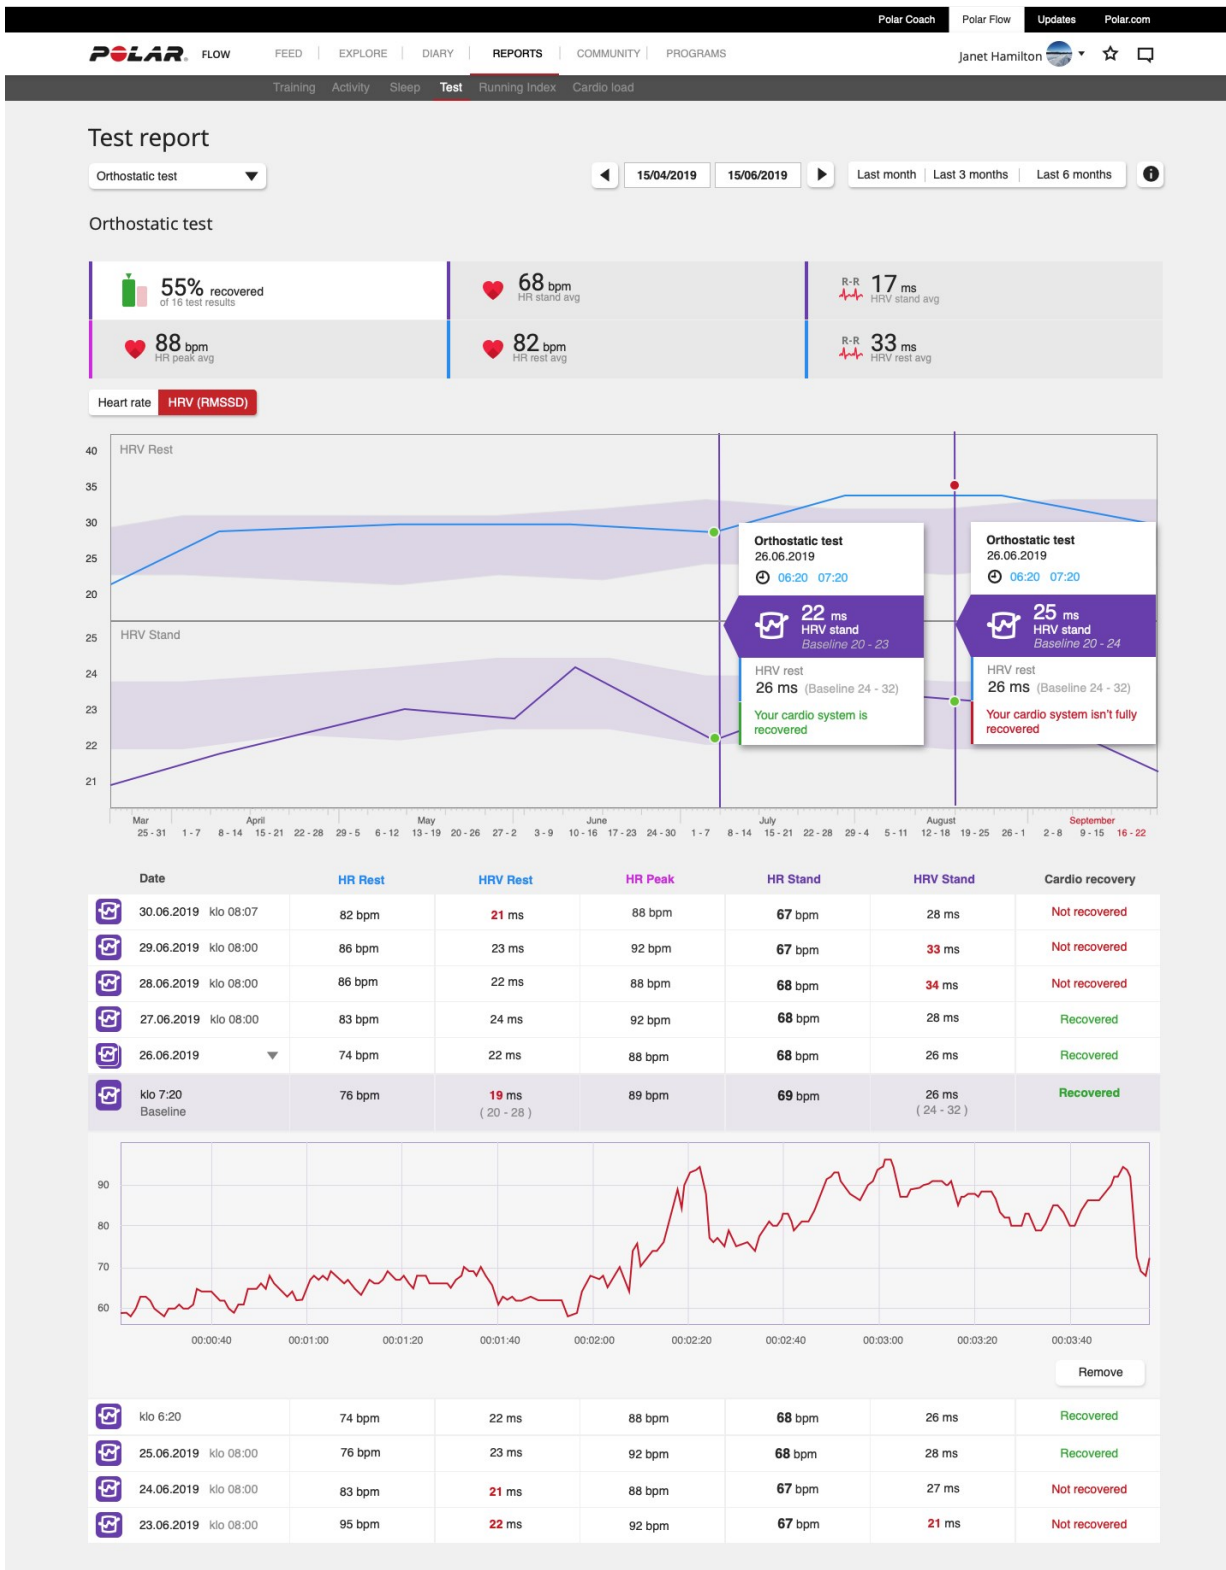 Polar Coach Polar Flow Updates Polar.com
POLAR. FLOW FEED EXPLORE DIARY REPORTS COMMUNITY PROGRAMS Janet Hamilton
Training Activity Sleep Test Running Index Cardio load
Test report
Orthostatic test 15/04/2019 15/06/2019 Last month Last 3 months Last 6 months
Orthostatic test
55% recovered
of 16 test results
68 bpm
HR stand avg
R-R 17 ms
HRV stand avg
88 bpm
HR peak avg
82 bpm
HR rest avg
R-R 33 ms
HRV rest avg
Heart rate HRV (RMSSD)
HRV Rest
40
35
30
25
20
HRV Stand
25
24
23
22
21
Orthostatic test
26.06.2019
06:20 07:20
22 ms
HRV stand
Baseline 20 - 23
HRV rest
26 ms (Baseline 24 - 32)
Your cardio system is
recovered
Orthostatic test
26.06.2019
06:20 07:20
25 ms
HRV stand
Baseline 20 - 24
HRV rest
26 ms (Baseline 24 - 32)
Your cardio system isn't fully
recovered
Mar April May June July August September
25 - 31 1 - 7 8 - 14 15 - 21 22 - 28 29 - 5 6 - 12 13 - 19 20 - 26 27 - 2 3 - 9 10 - 16 17 - 23 24 - 30 1 - 7 8 - 14 15 - 21 22 - 28 29 - 4 5 - 11 12 - 18 19 - 25 26 - 1 2 - 8 9 - 15 16 - 22
Date HR Rest HRV Rest HR Peak HR Stand HRV Stand Cardio recovery
30.06.2019 klo 08:07 82 bpm 21 ms 88 bpm 67 bpm 28 ms Not recovered
29.06.2019 klo 08:00 86 bpm 23 ms 92 bpm 67 bpm 33 ms Not recovered
28.06.2019 klo 08:00 86 bpm 22 ms 88 bpm 68 bpm 34 ms Not recovered
27.06.2019 klo 08:00 83 bpm 24 ms 92 bpm 68 bpm 28 ms Recovered
26.06.2019 74 bpm 22 ms 88 bpm 68 bpm 26 ms Recovered
klo 7:20 76 bpm 19 ms 89 bpm 69 bpm 26 ms Recovered
Baseline ( 20 - 28 ) ( 24 - 32 )
90
80
70
60
00:00:40 00:01:00 00:01:20 00:01:40 00:02:00 00:02:20 00:02:40 00:03:00 00:03:20 00:03:40
Remove
klo 6:20 74 bpm 22 ms 88 bpm 68 bpm 26 ms Recovered
25.06.2019 klo 08:00 76 bpm 23 ms 92 bpm 68 bpm 28 ms Recovered
24.06.2019 klo 08:00 83 bpm 21 ms 88 bpm 67 bpm 27 ms Not recovered
23.06.2019 klo 08:00 95 bpm 22 ms 92 bpm 67 bpm 21 ms Not recovered